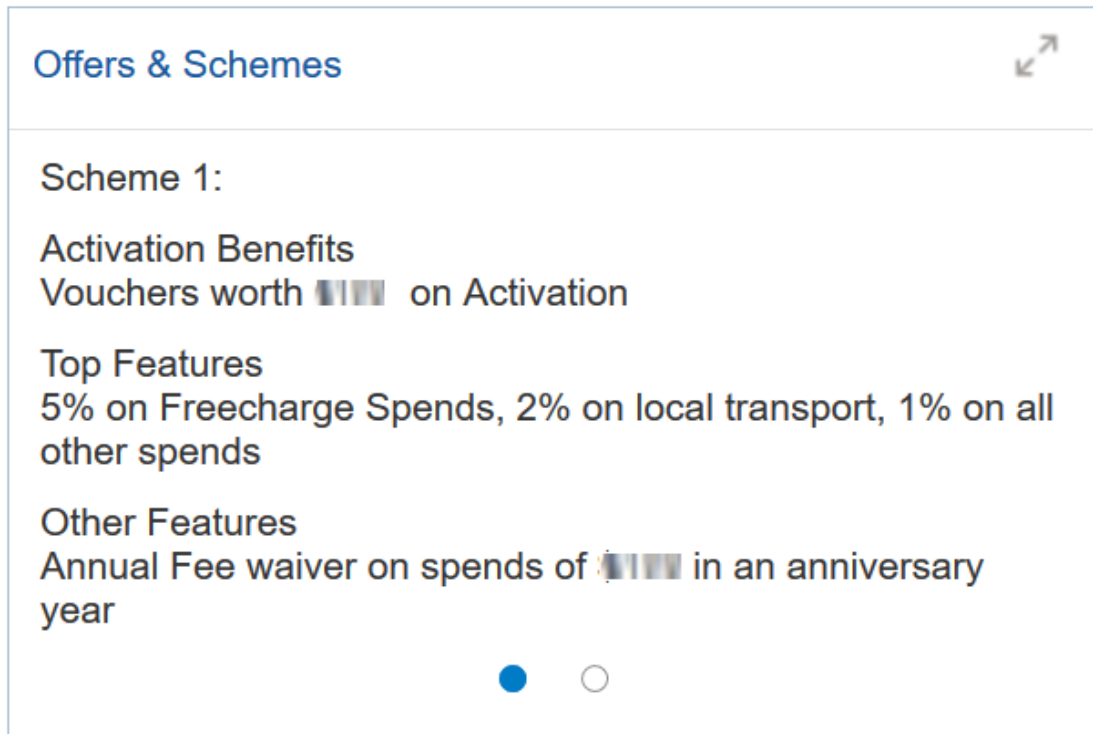 Offers & Schemes
Scheme 1:
Activation Benefits
Vouchers worth on Activation
Top Features
5% on Freecharge Spends, 2% on local transport, 1% on all
other spends
Other Features
Annual Fee waiver on spends of in an anniversary
year